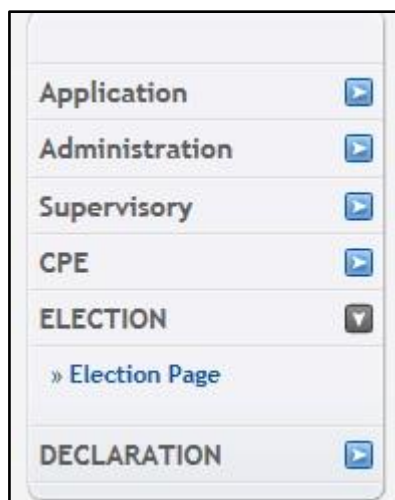 Application
Administration
Supervisory
CPE
ELECTION
» Election Page
DECLARATION